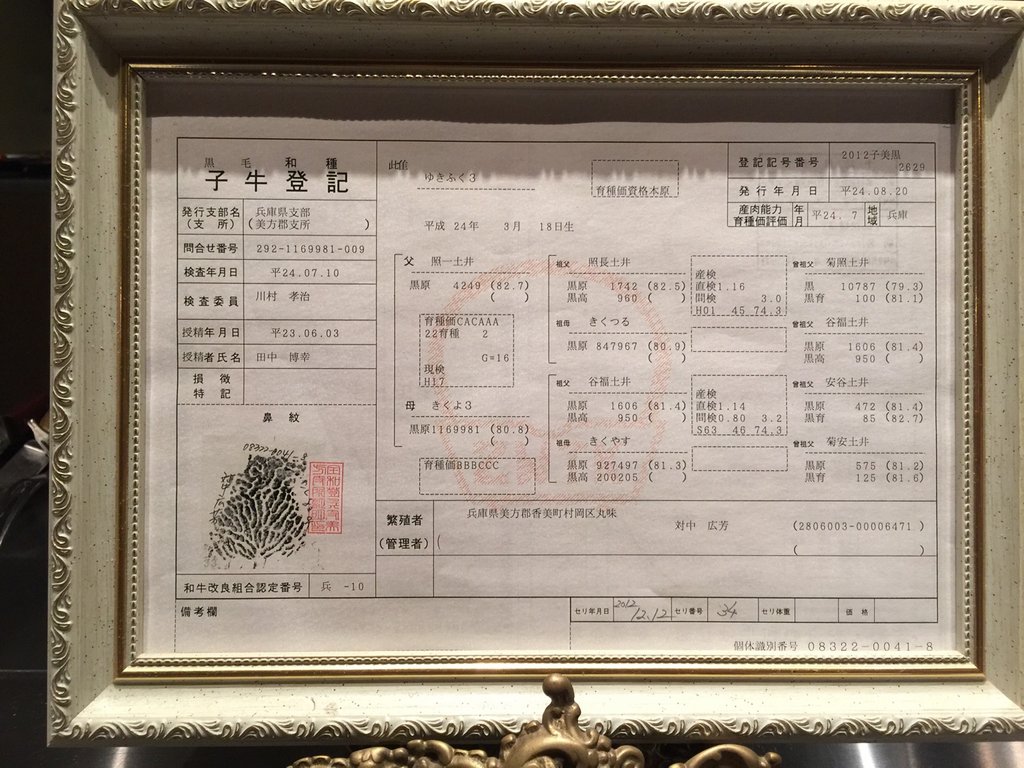 黒毛和種
子牛登記
発行支部名 兵庫県支部
(支所) (美方郡支所)
問合せ番号 292-1169981-009
検査年月日 平24.07.10
検査委員 川村 孝治
授精年月日 平23.06.03
授精者氏名 田中 博幸
損徴
特記
鼻紋
和牛改良組合認定番号 兵 -10
備考欄
ゆきふく3
育種価資格本原
平成 24年 3月 18日生
登記記号番号 2012子美黒
2629
発行年月日 平24.08.20
産肉能力 年 平24. 7 地 兵庫
育種価評価 月 域
父 照一土井
黒原 4249 (82.7)
( )
育種価CACAAA
22育種 2
G=16
現検
H17
母 きくよ3
黒原1169981 (80.8)
( )
育種価BBBCCC
祖父 照長土井
黒原 1742 (82.5)
黒高 960 ( )
産検
直検1.16
間検 3.0
H01 45 74.3
祖母 きくつる
黒原 847967 (80.9)
( )
祖父 谷福土井
黒原 1606 (81.4)
黒高 950 ( )
産検
直検1.14
間検0.80 3.2
S63 46 74.3
祖母 きくやす
黒原 927497 (81.3)
黒高 200205 ( )
曾祖父 菊照土井
黒 10787 (79.3)
黒育 100 (81.1)
曾祖父 谷福土井
黒原 1606 (81.4)
黒高 950 ( )
曾祖父 安谷土井
黒原 472 (81.4)
黒育 85 (82.7)
曾祖父 菊安土井
黒原 575 (81.2)
黒育 125 (81.6)
繁殖者 兵庫県美方郡香美町村岡区丸味
対中 広芳 (2806003-00006471 )
(管理者) (
( )
セリ年月日 2012 12.12 セリ番号 34 セリ体重 価格
個体識別番号 08322-0041-8